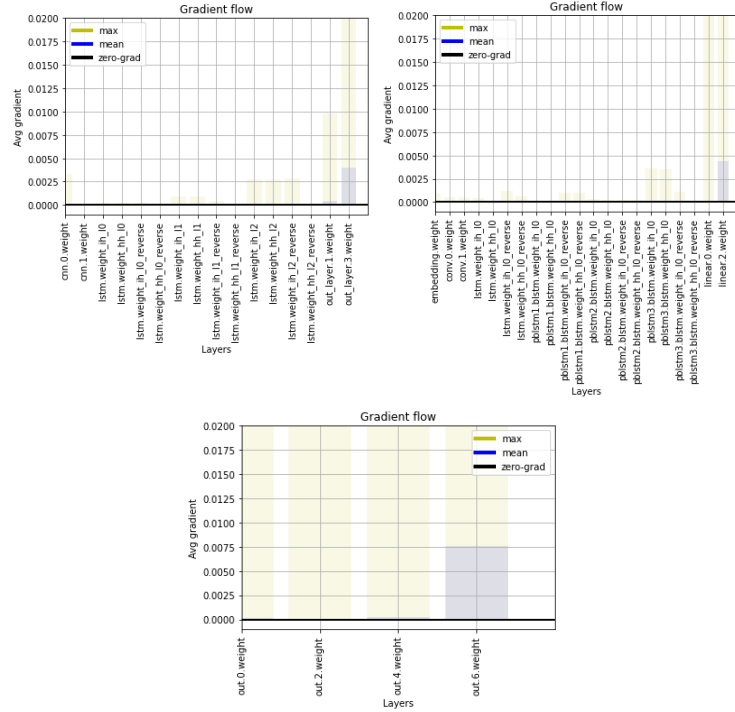 Gradient flow
max
mean
zero-grad
Avg gradient
0.0200
0.0175
0.0150
0.0125
0.0100
0.0075
0.0050
0.0025
0.0000
cnn.0.weight
cnn.1.weight
lstm.weight_ih_l0
lstm.weight_hh_l0
lstm.weight_ih_l0_reverse
lstm.weight_hh_l0_reverse
lstm.weight_ih_l1
lstm.weight_hh_l1
lstm.weight_ih_l1_reverse
lstm.weight_hh_l1_reverse
lstm.weight_ih_l2
lstm.weight_hh_l2
lstm.weight_ih_l2_reverse
lstm.weight_hh_l2_reverse
out_layer.1.weight
out_layer.3.weight
Layers
Gradient flow
max
mean
zero-grad
Avg gradient
0.0200
0.0175
0.0150
0.0125
0.0100
0.0075
0.0050
0.0025
0.0000
embedding.weight
conv.0.weight
conv.1.weight
lstm.weight_ih_l0
lstm.weight_hh_l0
lstm.weight_ih_l0_reverse
lstm.weight_hh_l0_reverse
pblstm1.blstm.weight_ih_l0
pblstm1.blstm.weight_hh_l0
pblstm1.blstm.weight_ih_l0_reverse
pblstm1.blstm.weight_hh_l0_reverse
pblstm2.blstm.weight_ih_l0
pblstm2.blstm.weight_hh_l0
pblstm2.blstm.weight_ih_l0_reverse
pblstm2.blstm.weight_hh_l0_reverse
pblstm3.blstm.weight_ih_l0
pblstm3.blstm.weight_hh_l0
pblstm3.blstm.weight_ih_l0_reverse
pblstm3.blstm.weight_hh_l0_reverse
linear.0.weight
linear.2.weight
Layers
Gradient flow
max
mean
zero-grad
Avg gradient
0.0200
0.0175
0.0150
0.0125
0.0100
0.0075
0.0050
0.0025
0.0000
out.0.weight
out.2.weight
out.4.weight
out.6.weight
Layers